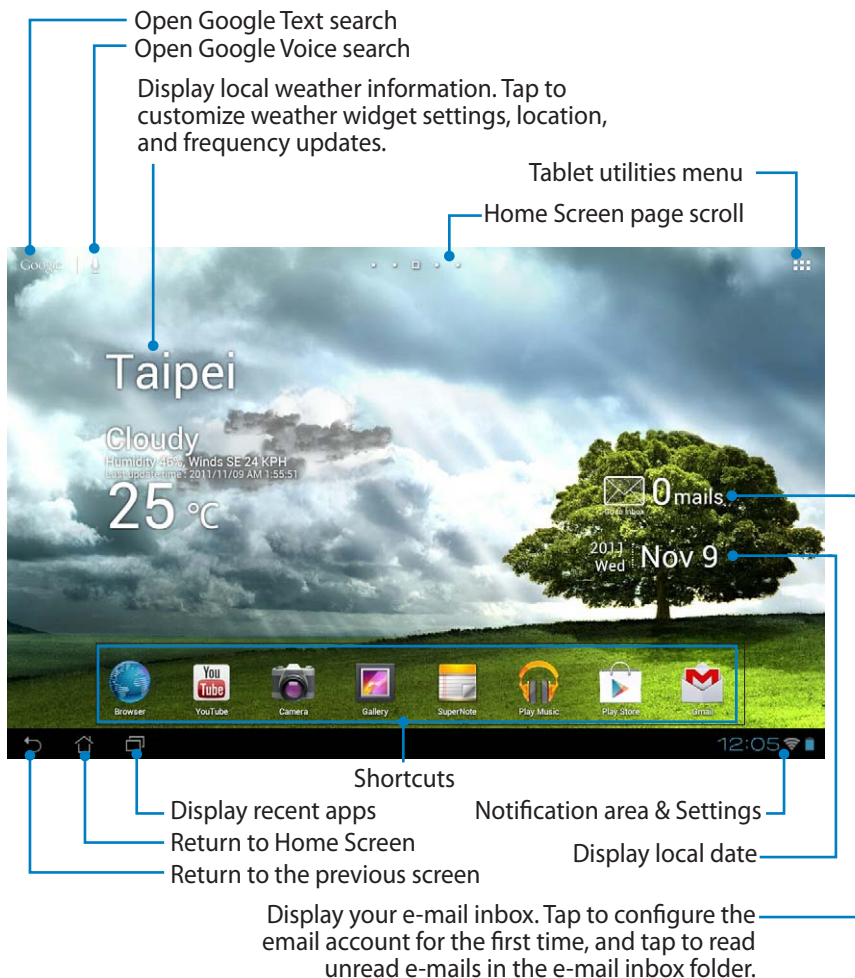 Open Google Text search
Open Google Voice search
Display local weather information. Tap to
customize weather widget settings, location,
and frequency updates.
Tablet utilities menu
Home Screen page scroll
Google
Taipei
Cloudy
Humidity 46%, Winds SE 24 KPH
Last update time : 2011/11/09 AM 1:55:51
25 °C
0 mails
Go to Inbox
2011
Wed
Nov 9
You
Tube
Browser
YouTube
Camera
Gallery
SuperNote
Play Music
Play Store
Gmail
12:05
Shortcuts
Display recent apps
Notification area & Settings
Return to Home Screen
Display local date
Return to the previous screen
Display your e-mail inbox. Tap to configure the
email account for the first time, and tap to read
unread e-mails in the e-mail inbox folder.